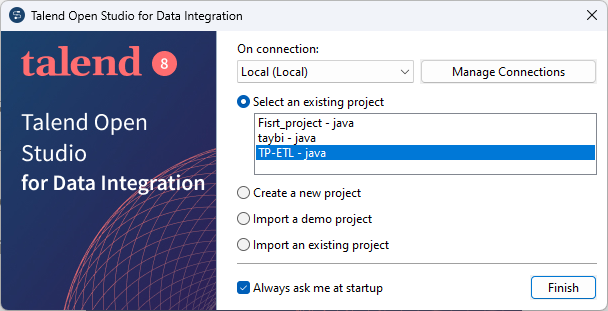 Talend Open Studio for Data Integration
talend 8
Talend Open
Studio
for Data Integration
On connection:
Local (Local)
Manage Connections
Select an existing project
Fisrt_project - java
taybi - java
TP-ETL - java
Create a new project
Import a demo project
Import an existing project
Always ask me at startup
Finish